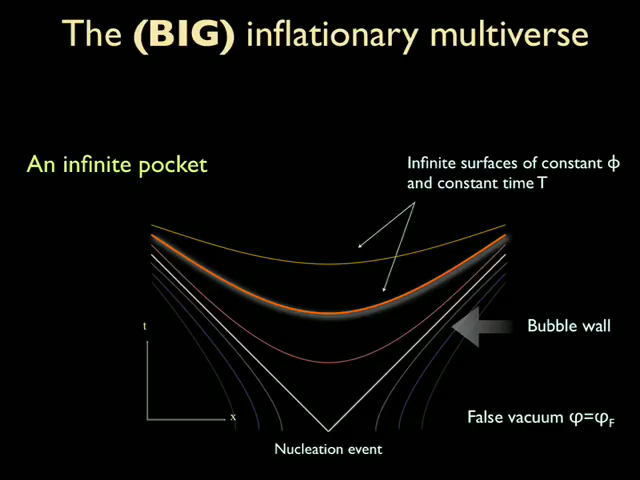 The (BIG) inflationary multiverse
An infinite pocket
Infinite surfaces of constant ϕ
and constant time T
t
Bubble wall
x
False vacuum φ=φF
Nucleation event